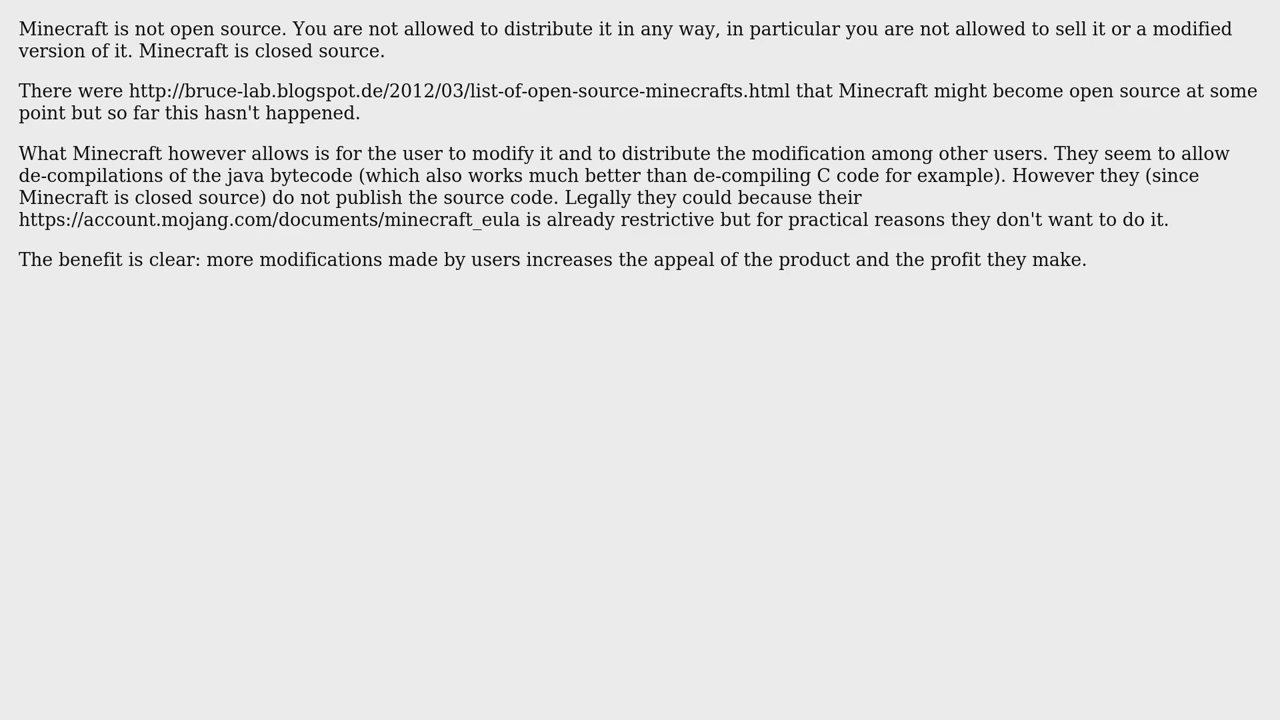 Minecraft is not open source. You are not allowed to distribute it in any way, in particular you are not allowed to sell it or a modified
version of it. Minecraft is closed source.
There were http://bruce-lab.blogspot.de/2012/03/list-of-open-source-minecrafts.html that Minecraft might become open source at some
point but so far this hasn't happened.
What Minecraft however allows is for the user to modify it and to distribute the modification among other users. They seem to allow
de-compilations of the java bytecode (which also works much better than de-compiling C code for example). However they (since
Minecraft is closed source) do not publish the source code. Legally they could because their
https://account.mojang.com/documents/minecraft_eula is already restrictive but for practical reasons they don't want to do it.
The benefit is clear: more modifications made by users increases the appeal of the product and the profit they make.